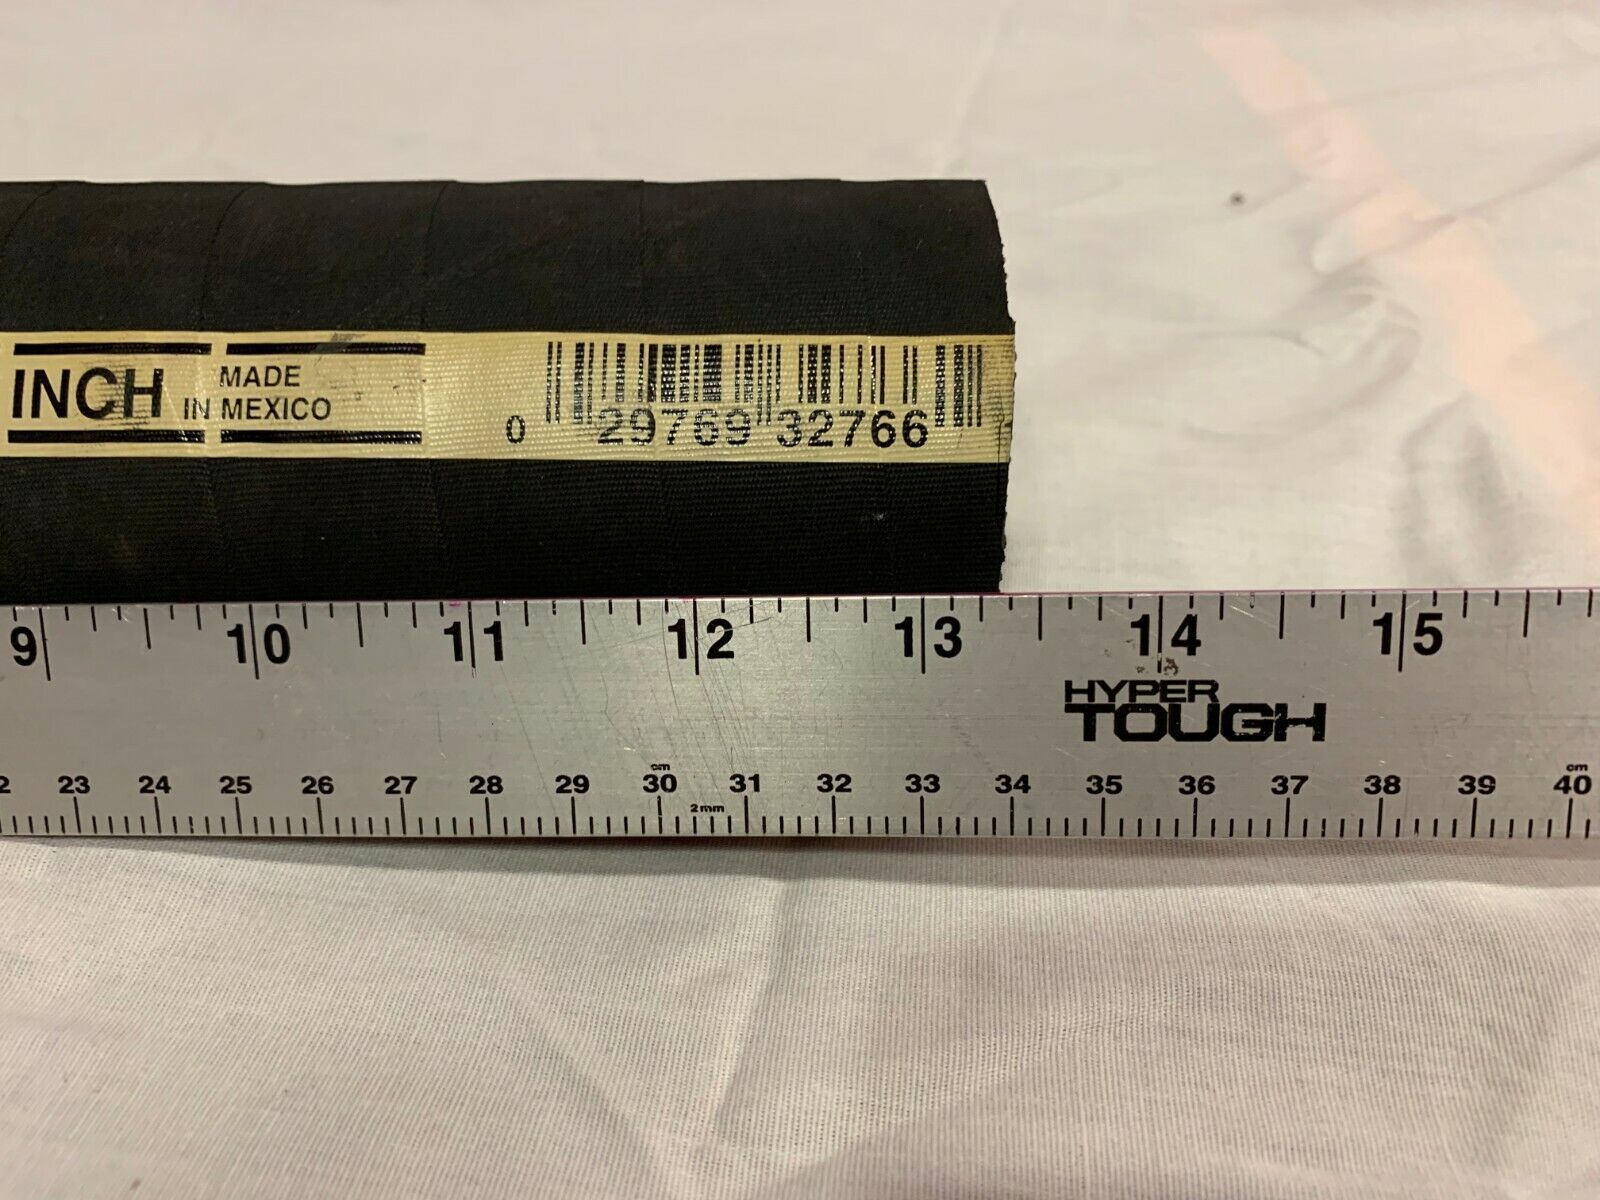 INCH MADE
IN MEXICO
0 29769 32766
9 10 11 12 13 14 15
HYPER
TOUGH
cm cm
23 24 25 26 27 28 29 30 31 32 33 34 35 36 37 38 39 40
2mm